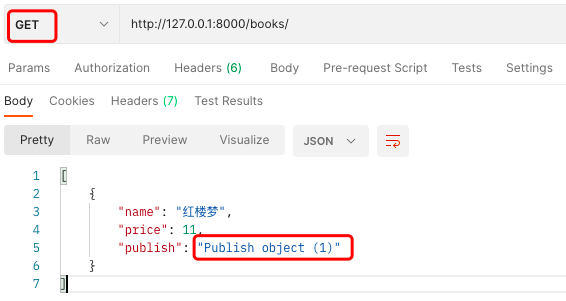 GET http://127.0.0.1:8000/books/
Params Authorization Headers (6) Body Pre-request Script Tests Settings
Body Cookies Headers (7) Test Results
Pretty Raw Preview Visualize JSON
1 [
2 {
3 "name": "红楼梦",
4 "price": 11,
5 "publish": "Publish object (1)"
6 }
7 ]